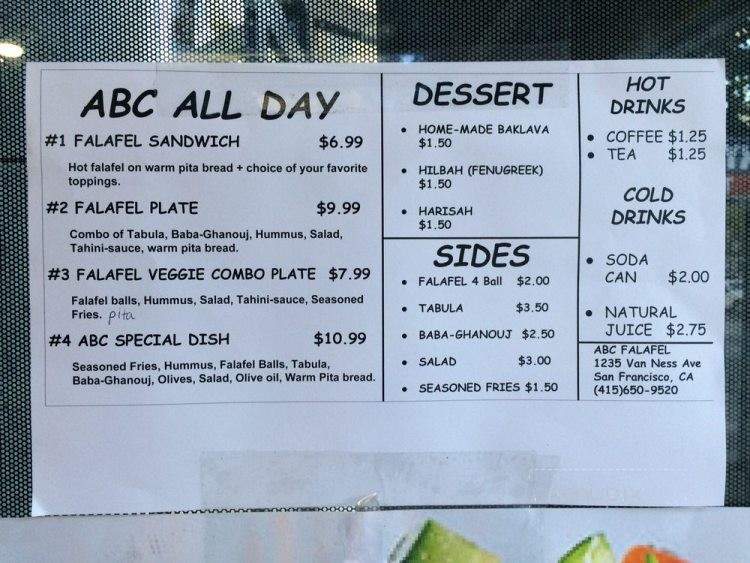 ABC ALL DAY
#1 FALAFEL SANDWICH $6.99
Hot falafel on warm pita bread + choice of your favorite
toppings.
#2 FALAFEL PLATE $9.99
Combo of Tabula, Baba-Ghanouj, Hummus, Salad,
Tahini-sauce, warm pita bread.
#3 FALAFEL VEGGIE COMBO PLATE $7.99
Falafel balls, Hummus, Salad, Tahini-sauce, Seasoned
Fries. pita
#4 ABC SPECIAL DISH $10.99
Seasoned Fries, Hummus, Falafel Balls, Tabula,
Baba-Ghanouj, Olives, Salad, Olive oil, Warm Pita bread.
DESSERT
• HOME-MADE BAKLAVA
$1.50
• HILBAH (FENUGREEK)
$1.50
• HARISAH
$1.50
SIDES
• FALAFEL 4 Ball $2.00
• TABULA $3.50
• BABA-GHANOUJ $2.50
• SALAD $3.00
• SEASONED FRIES $1.50
HOT
DRINKS
• COFFEE $1.25
• TEA $1.25
COLD
DRINKS
• SODA
CAN $2.00
• NATURAL
JUICE $2.75
ABC FALAFEL
1235 Van Ness Ave
San Francisco, CA
(415)650-9520